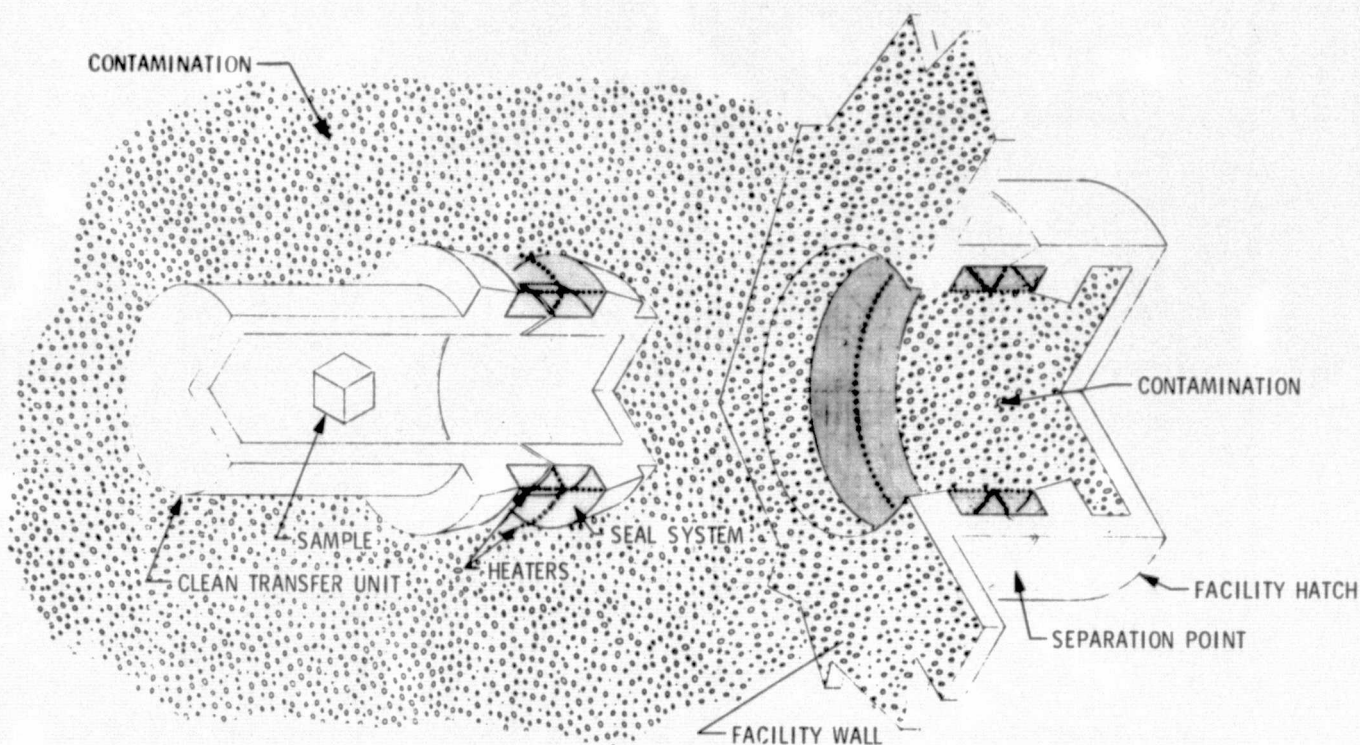 CONTAMINATION
CONTAMINATION
SAMPLE
SEAL SYSTEM
CLEAN TRANSFER UNIT
HEATERS
FACILITY HATCH
SEPARATION POINT
FACILITY WALL